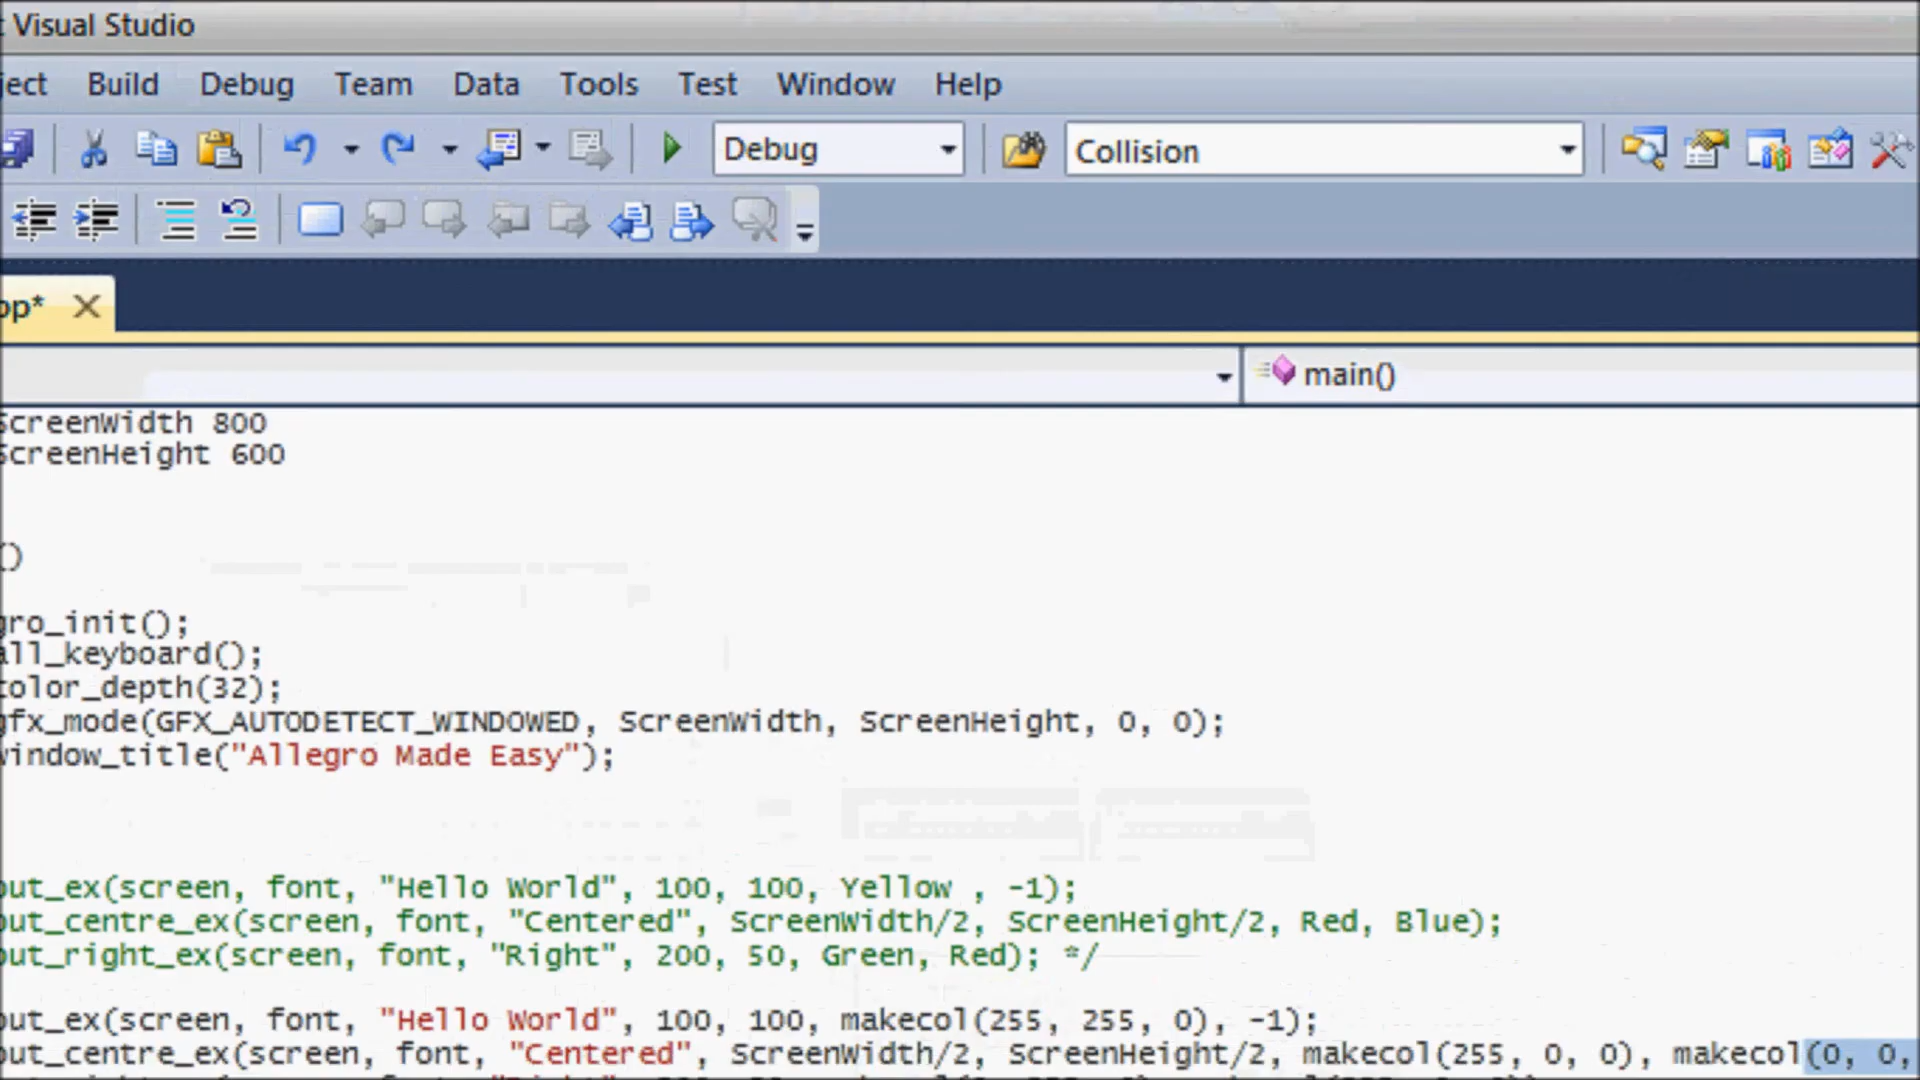 t Visual Studio
ject Build Debug Team Data Tools Test Window Help
Debug Collision
pp* 
main()
ScreenWidth 800
ScreenHeight 600
()
gro_init();
all_keyboard();
color_depth(32);
gfx_mode(GFX_AUTODETECT_WINDOWED, ScreenWidth, ScreenHeight, 0, 0);
window_title("Allegro Made Easy");
out_ex(screen, font, "Hello World", 100, 100, Yellow , -1);
out_centre_ex(screen, font, "Centered", ScreenWidth/2, ScreenHeight/2, Red, Blue);
out_right_ex(screen, font, "Right", 200, 50, Green, Red); */
out_ex(screen, font, "Hello World", 100, 100, makecol(255, 255, 0), -1);
out_centre_ex(screen, font, "Centered", ScreenWidth/2, ScreenHeight/2, makecol(255, 0, 0), makecol(0, 0,